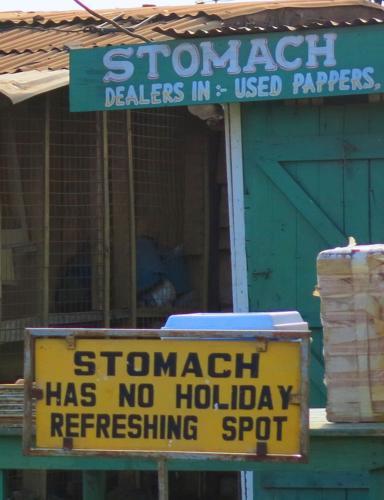 STOMACH
DEALERS IN :- USED PAPPERS,
STOMACH
HAS NO HOLIDAY
REFRESHING SPOT